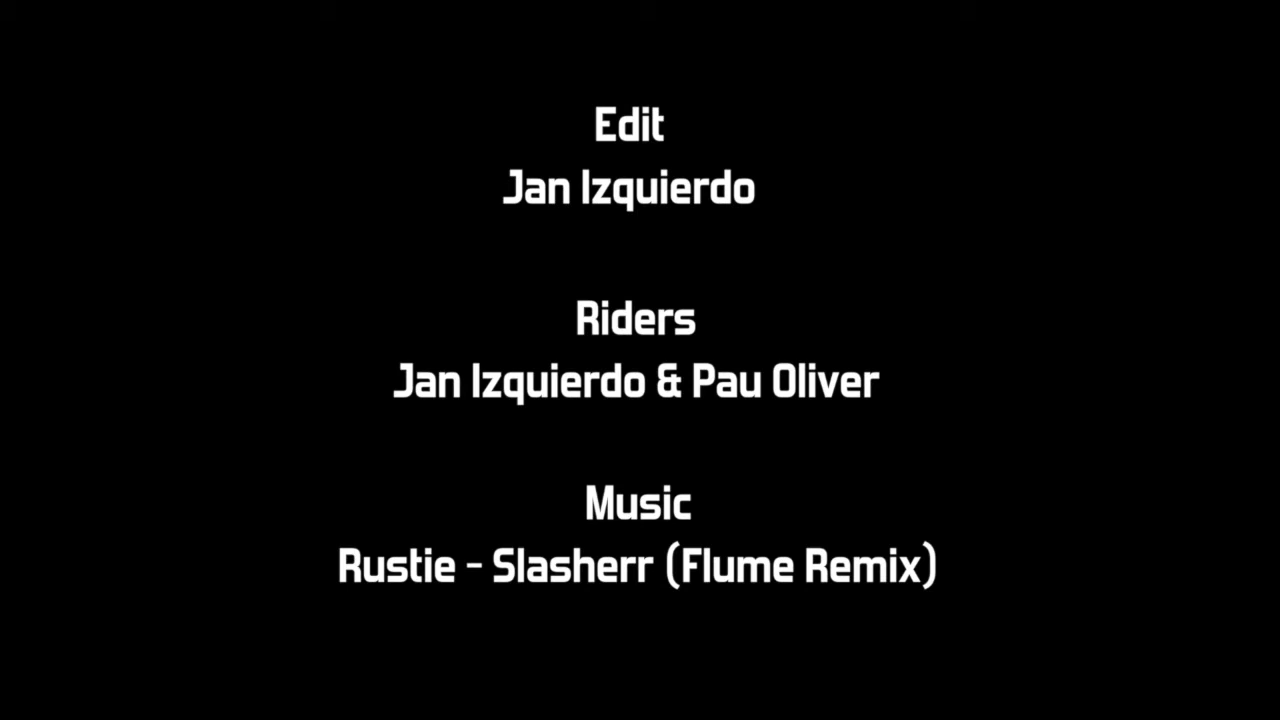 Edit
Jan Izquierdo
Riders
Jan Izquierdo & Pau Oliver
Music
Rustie - Slasherr (Flume Remix)